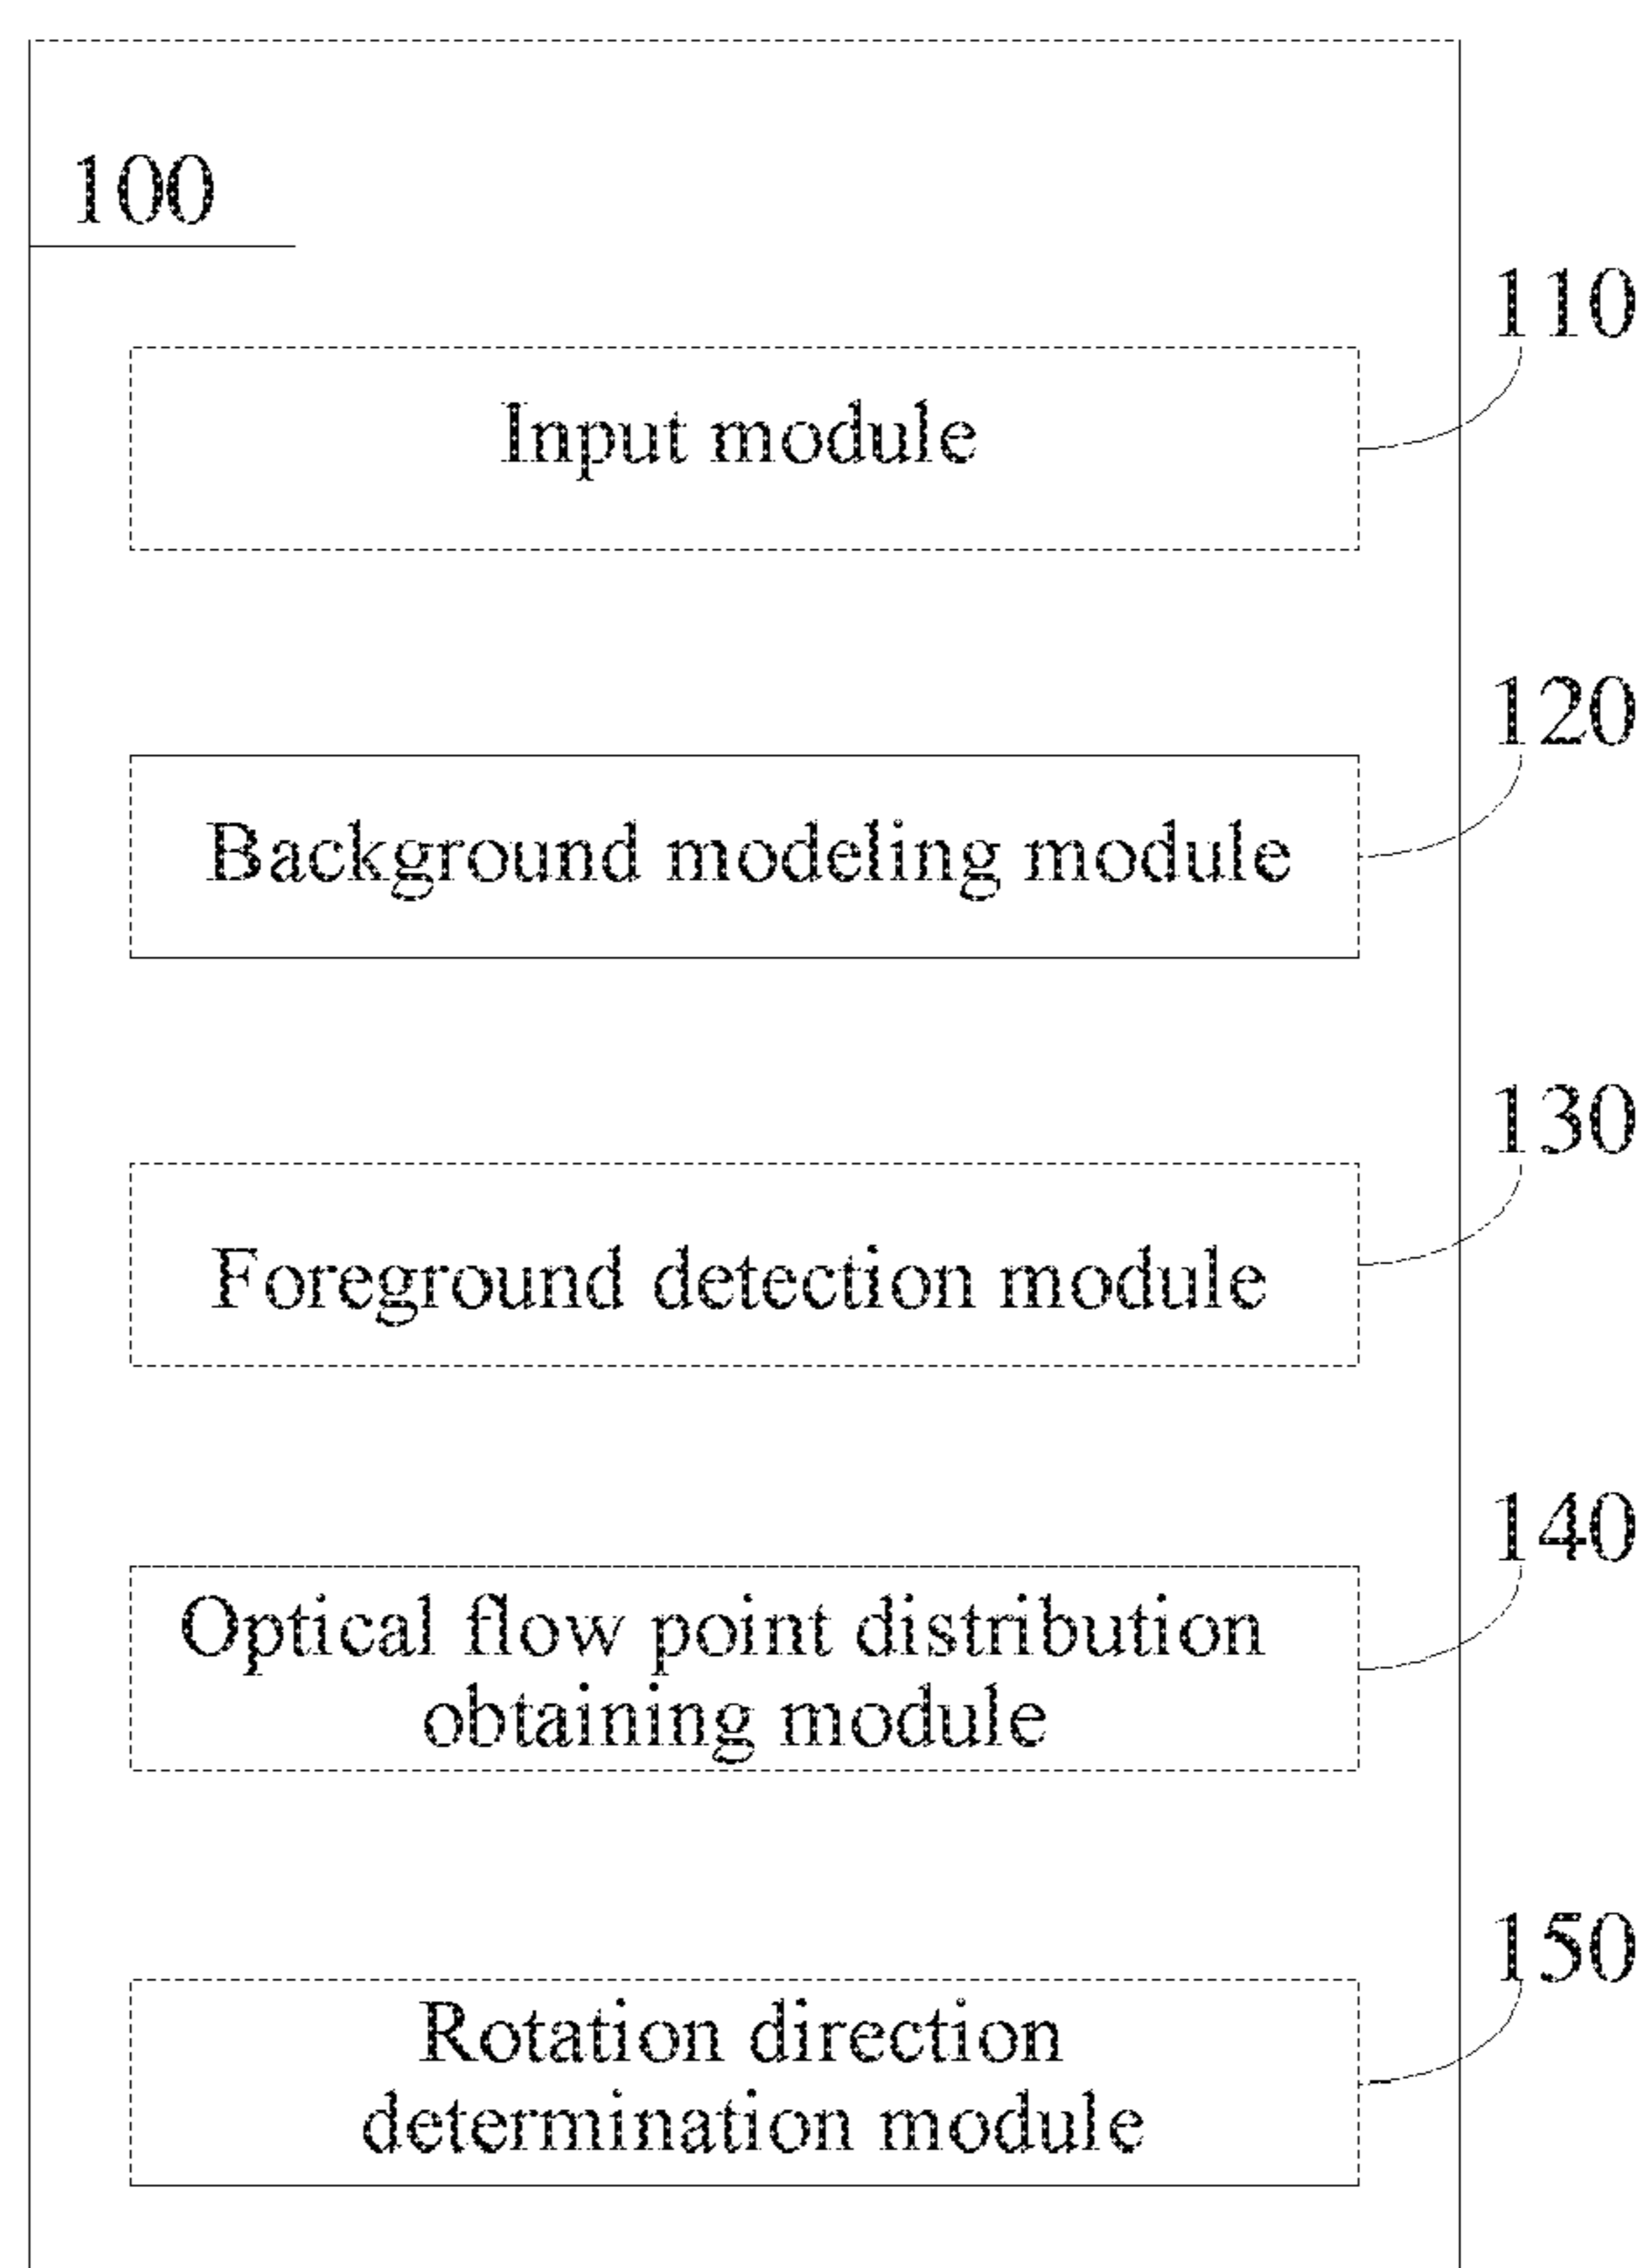 100
110
Input module
120
Background modeling module
130
Foreground detection module
140
Optical flow point distribution
obtaining module
150
Rotation direction
determination module